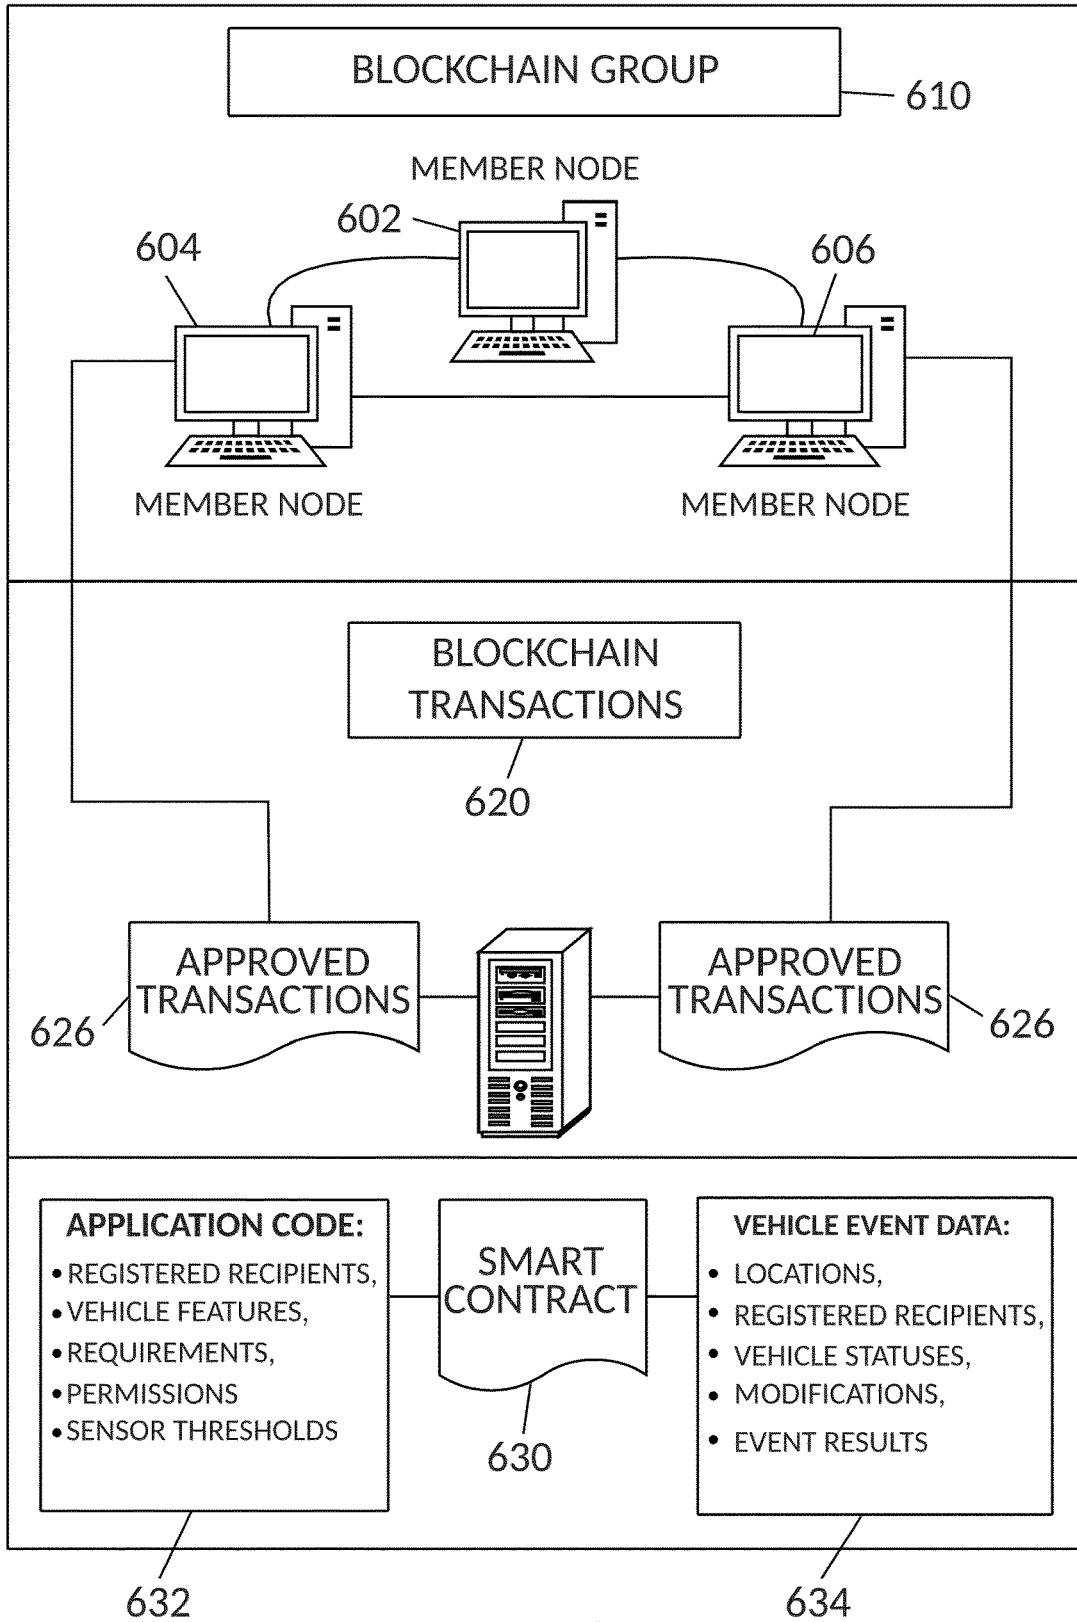 BLOCKCHAIN GROUP
610
MEMBER NODE
602
604
606
MEMBER NODE
MEMBER NODE
BLOCKCHAIN
TRANSACTIONS
620
APPROVED
TRANSACTIONS
626
APPROVED
TRANSACTIONS
626
APPLICATION CODE:
• REGISTERED RECIPIENTS,
• VEHICLE FEATURES,
• REQUIREMENTS,
• PERMISSIONS
• SENSOR THRESHOLDS
632
SMART
CONTRACT
630
VEHICLE EVENT DATA:
• LOCATIONS,
• REGISTERED RECIPIENTS,
• VEHICLE STATUSES,
• MODIFICATIONS,
• EVENT RESULTS
634